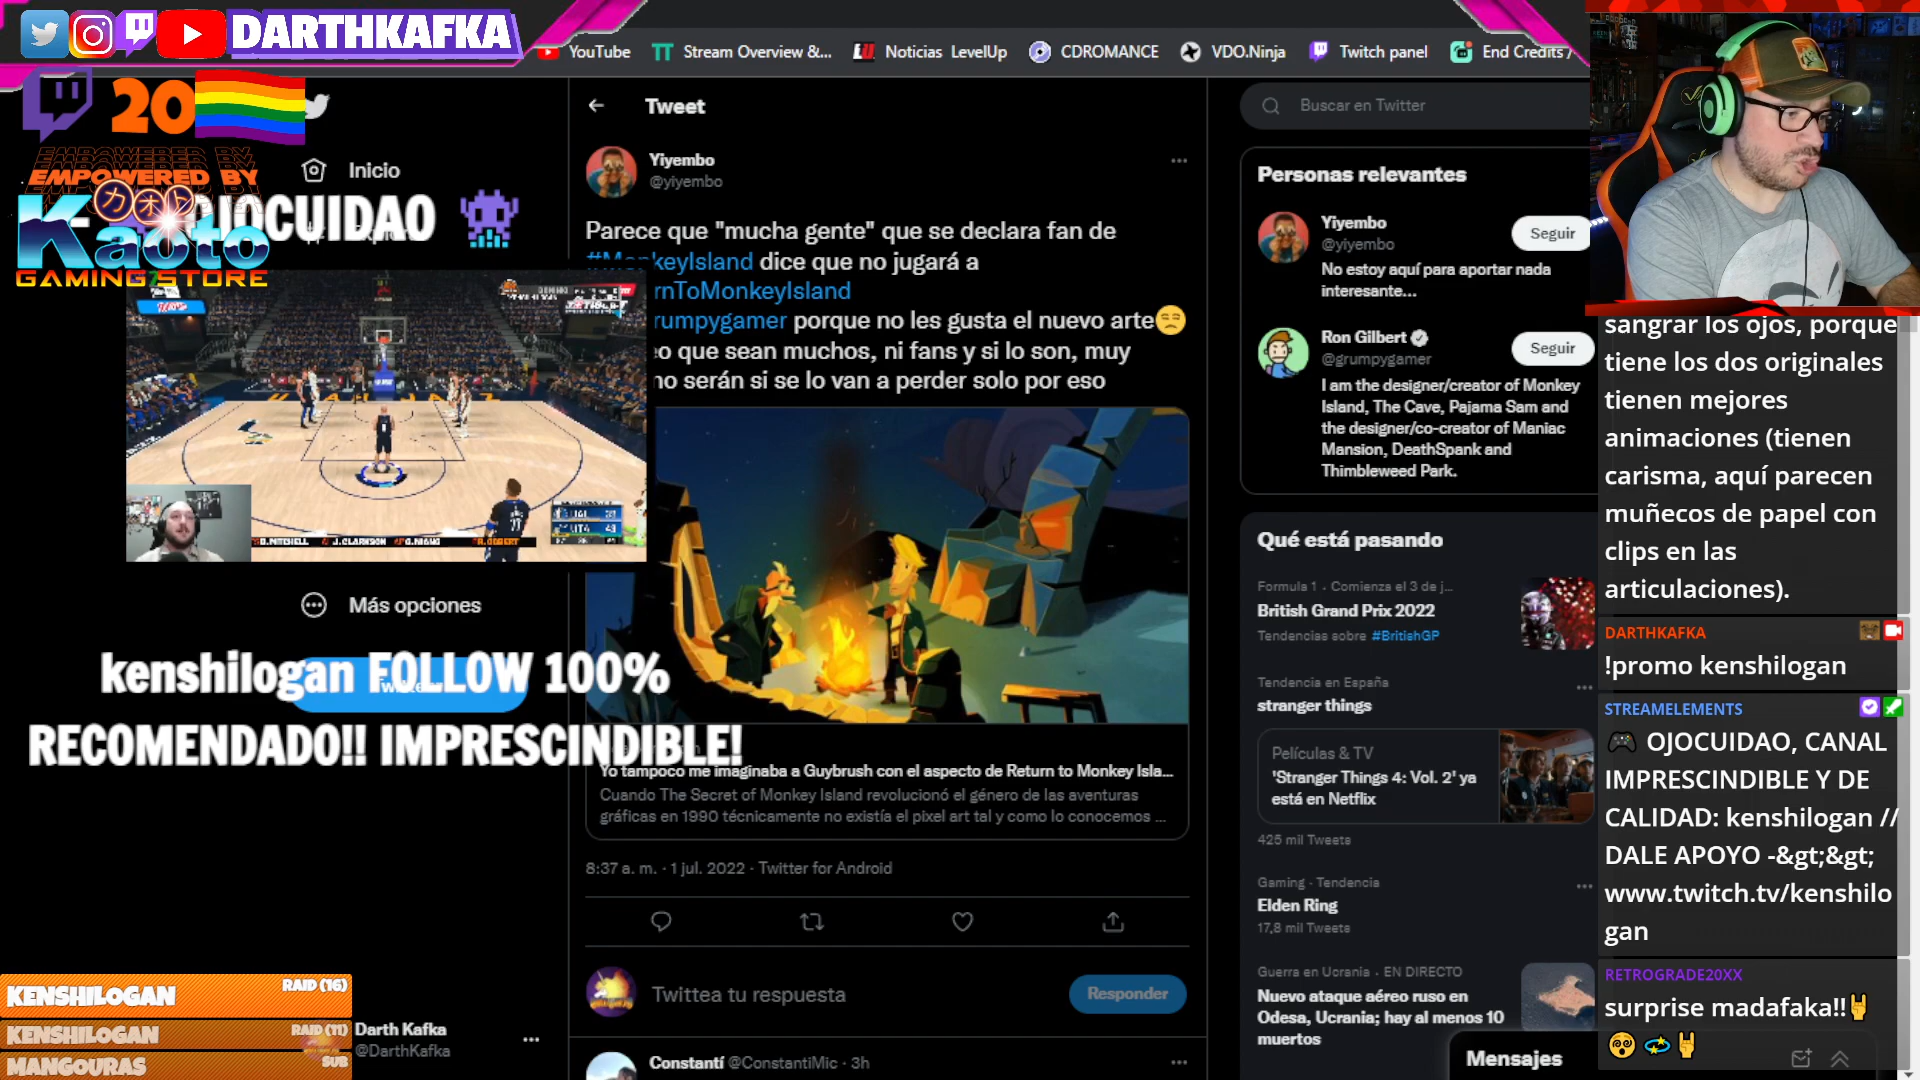 DARTHKAFKA
YouTube
Stream Overview &...
Noticias LevelUp
CDROMANCE
VDO.Ninja
Twitch panel
End Credits /
20
EMPOWERED BY
EMPOWERED BY
Kaoto
GAMING STORE
OJOCUIDAO
Inicio
Más opciones
kenshilogan FOLLOW 100%
RECOMENDADO!! IMPRESCINDIBLE!
KENSHILOGAN
RAID (16)
KENSHILOGAN
RAID (11)
MANGOURAS
SUB
Darth Kafka
@DarthKafka
Tweet
Yiyembo
@yiyembo
Parece que "mucha gente" que se declara fan de
#MonkeyIsland dice que no jugará a
rnToMonkeyIsland
rumpygamer porque no les gusta el nuevo arte😒
o que sean muchos, ni fans y si lo son, muy
no serán si se lo van a perder solo por eso
Yo tampoco me imaginaba a Guybrush con el aspecto de Return to Monkey Isla...
Cuando The Secret of Monkey Island revolucionó el género de las aventuras
gráficas en 1990 técnicamente no existía el pixel art tal y como lo conocemos ...
8:37 a. m. · 1 jul. 2022 · Twitter for Android
Twittea tu respuesta
Responder
Constantí @ConstantiMic · 3h
Buscar en Twitter
Personas relevantes
Yiyembo
@yiyembo
Seguir
No estoy aquí para aportar nada
interesante...
Ron Gilbert
@grumpygamer
Seguir
I am the designer/creator of Monkey
Island, The Cave, Pajama Sam and
the designer/co-creator of Maniac
Mansion, DeathSpank and
Thimbleweed Park.
Qué está pasando
Formula 1 · Comienza el 3 de j...
British Grand Prix 2022
Tendencias sobre #BritishGP
Tendencia en España
stranger things
Películas & TV
'Stranger Things 4: Vol. 2' ya
está en Netflix
425 mil Tweets
Gaming · Tendencia
Elden Ring
17,8 mil Tweets
Guerra en Ucrania · EN DIRECTO
Nuevo ataque aéreo ruso en
Odesa, Ucrania; hay al menos 10
muertos
Mensajes
sangrar los ojos, porque
tiene los dos originales
tienen mejores
animaciones (tienen
carisma, aquí parecen
muñecos de papel con
clips en las
articulaciones).
DARTHKAFKA
!promo kenshilogan
STREAMELEMENTS
🎮 OJOCUIDAO, CANAL
IMPRESCINDIBLE Y DE
CALIDAD: kenshilogan //
DALE APOYO -&gt;&gt;
www.twitch.tv/kenshilo
gan
RETROGRADE20XX
surprise madafaka!!🤘
😵💫🤘